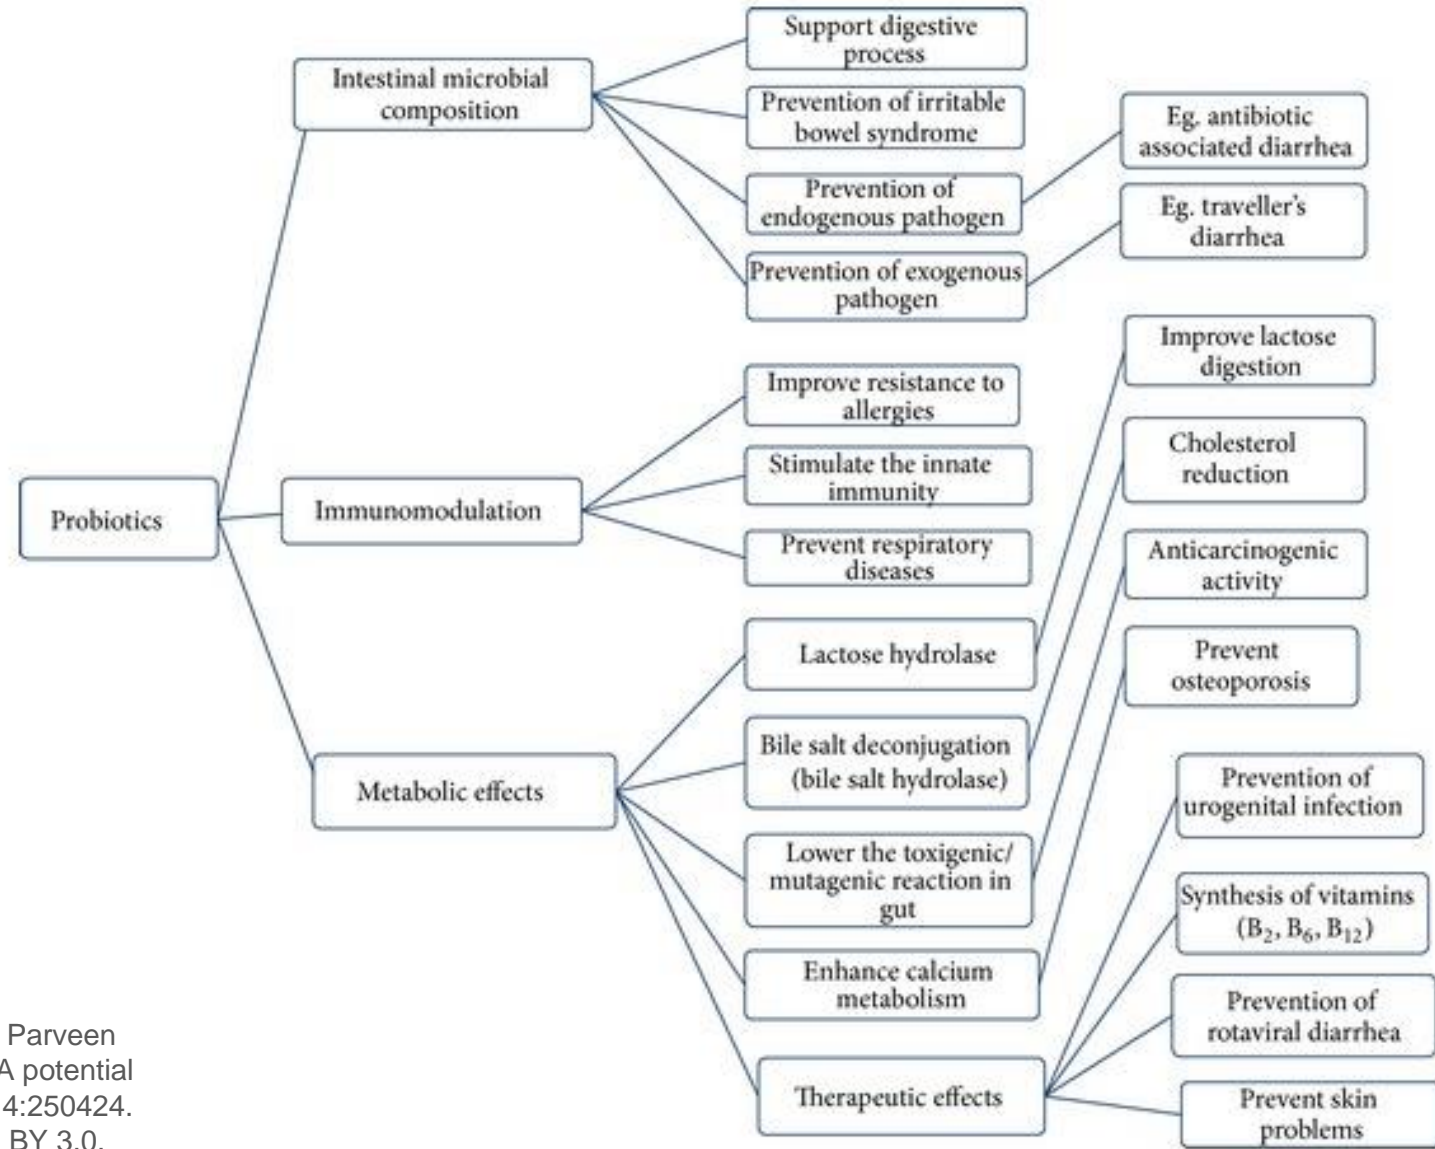 Support digestive
process
Intestinal microbial
composition
Prevention of irritable
bowel syndrome
Eg. antibiotic
associated diarrhea
Prevention of
endogenous pathogen
Eg. traveller's
diarrhea
Prevention of exogenous
pathogen
Improve lactose
digestion
Improve resistance to
allergies
Cholesterol
reduction
Stimulate the innate
immunity
Probiotics
Immunomodulation
Prevent respiratory
diseases
Anticarcinogenic
activity
Lactose hydrolase
Prevent
osteoporosis
Bile salt deconjugation
(bile salt hydrolase)
Metabolic effects
Prevention of
urogenital infection
Lower the toxigenic/
mutagenic reaction in
gut
Synthesis of vitamins
(B₂, B₆, B₁₂)
Enhance calcium
metabolism
Prevention of
rotaviral diarrhea
Therapeutic effects
Prevent skin
problems
Parveen
A potential
4:250424.
BY 3.0.